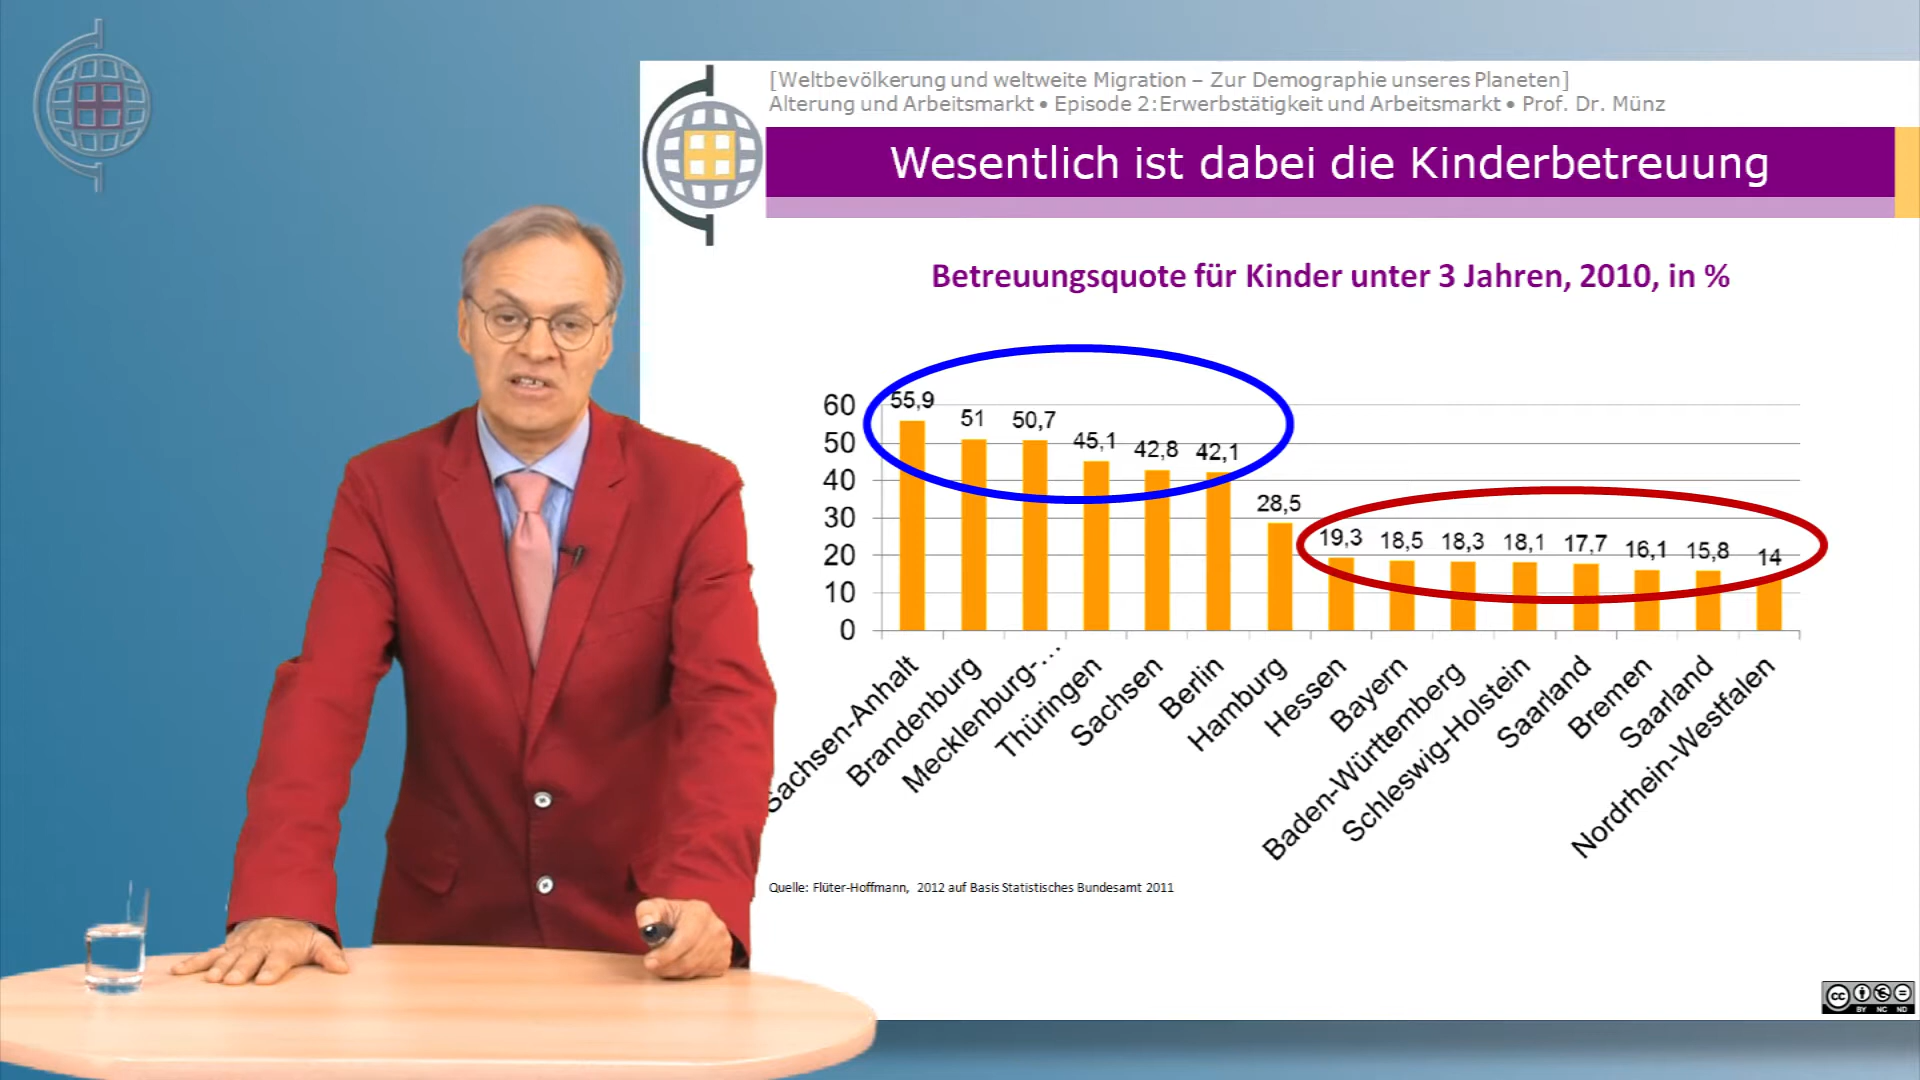 [Weltbevölkerung und weltweite Migration – Zur Demographie unseres Planeten]
Alterung und Arbeitsmarkt • Episode 2:Erwerbstätigkeit und Arbeitsmarkt • Prof. Dr. Münz
Wesentlich ist dabei die Kinderbetreuung
Betreuungsquote für Kinder unter 3 Jahren, 2010, in %
60
50
40
30
20
10
0
55,9
51
50,7
45,1
42,8
42,1
28,5
19,3
18,5
18,3
18,1
17,7
16,1
15,8
14
Sachsen-Anhalt
Brandenburg
Mecklenburg-…
Thüringen
Sachsen
Berlin
Hamburg
Hessen
Bayern
Baden-Württemberg
Schleswig-Holstein
Saarland
Bremen
Saarland
Nordrhein-Westfalen
Quelle: Flüter-Hoffmann, 2012 auf Basis Statistisches Bundesamt 2011
cc
BY NC ND